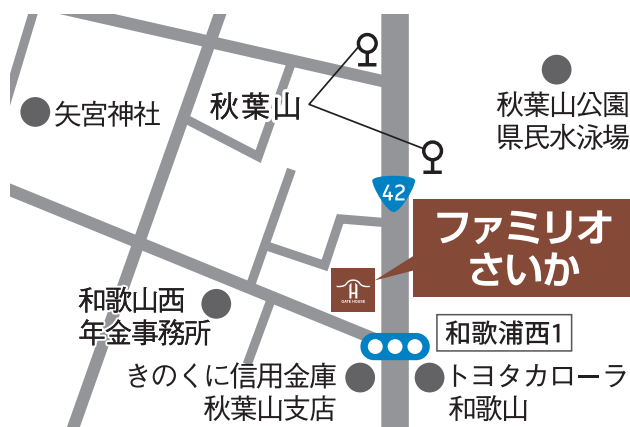 矢宮神社
秋葉山
秋葉山公園
県民水泳場
42
ファミリオ
さいか
GATE HOUSE
和歌山西
年金事務所
和歌浦西1
きのくに信用金庫
秋葉山支店
トヨタカローラ
和歌山